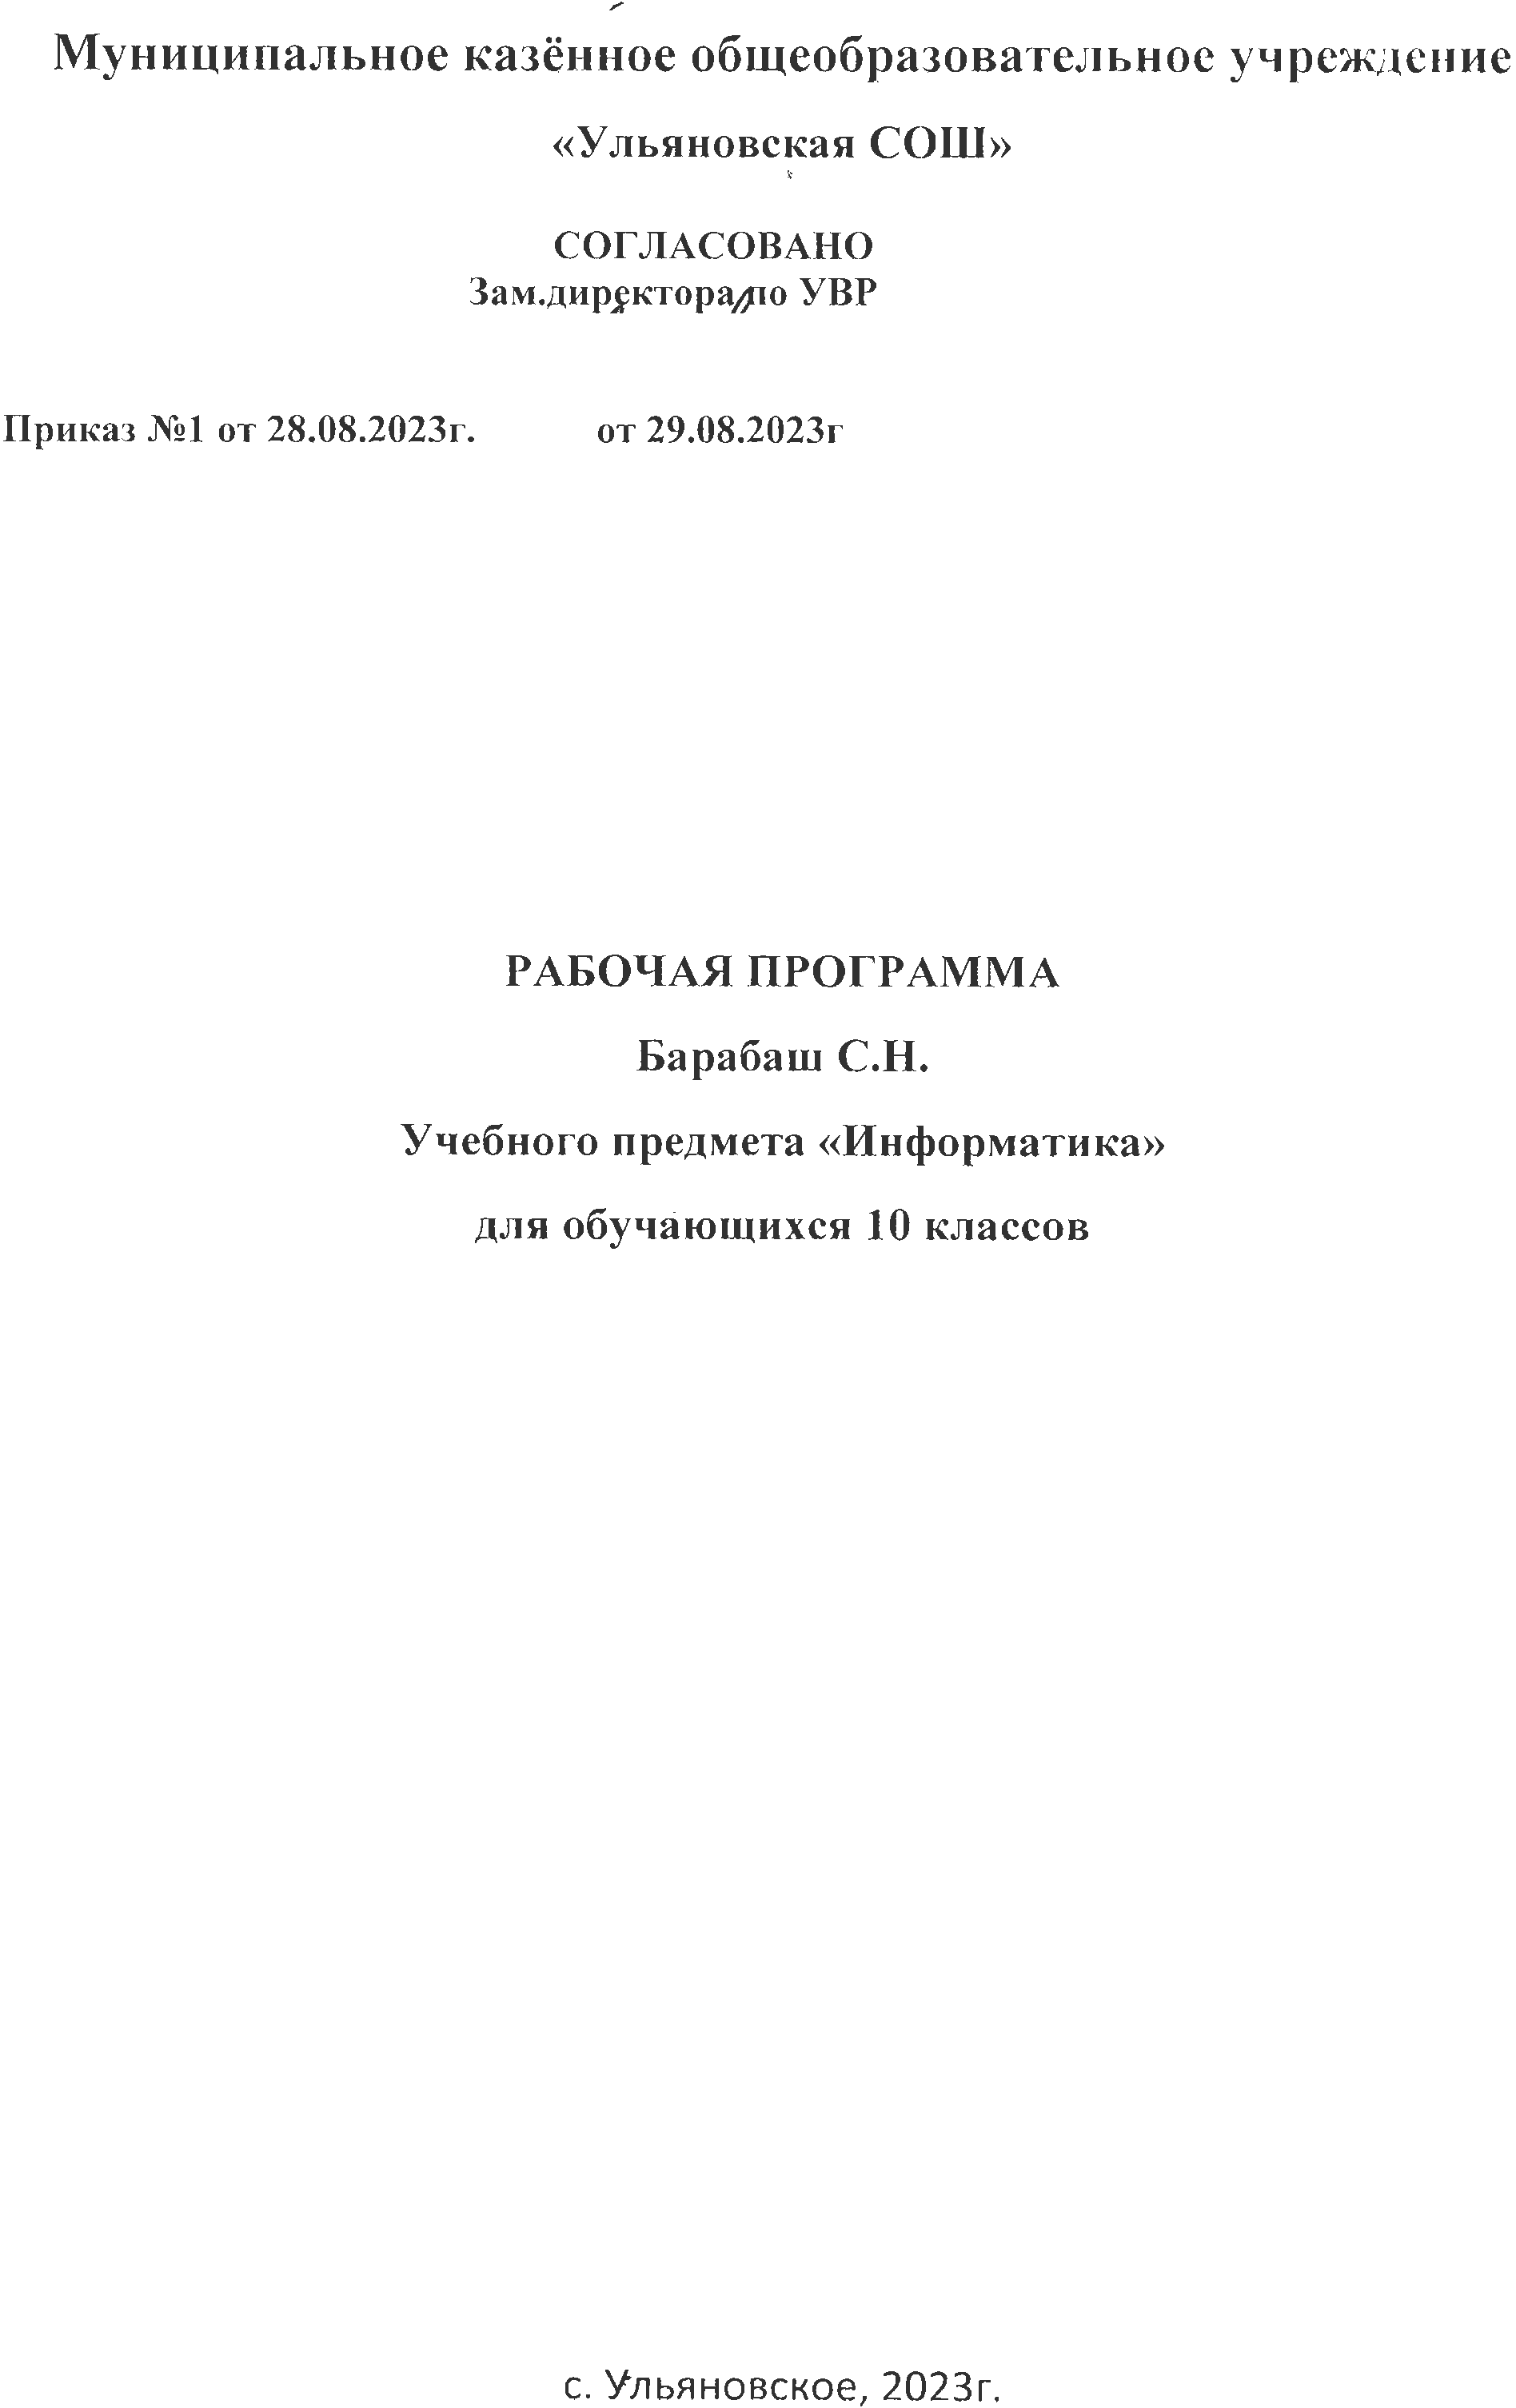 Муниципальное казённое общеобразовательное учреждение
«Ульяновская СОШ»
СОГЛАСОВАНО
Зам.директора по УВР
Приказ №1 от 28.08.2023г. от 29.08.2023г
РАБОЧАЯ ПРОГРАММА
Барабаш С.Н.
Учебного предмета «Информатика»
для обучающихся 10 классов
с. Ульяновское, 2023г.